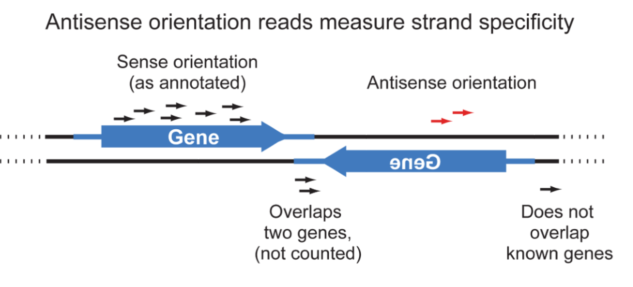 Antisense orientation reads measure strand specificity
Sense orientation
(as annotated)
Antisense orientation
Gene
Gene
Overlaps
two genes,
(not counted)
Does not
overlap
known genes